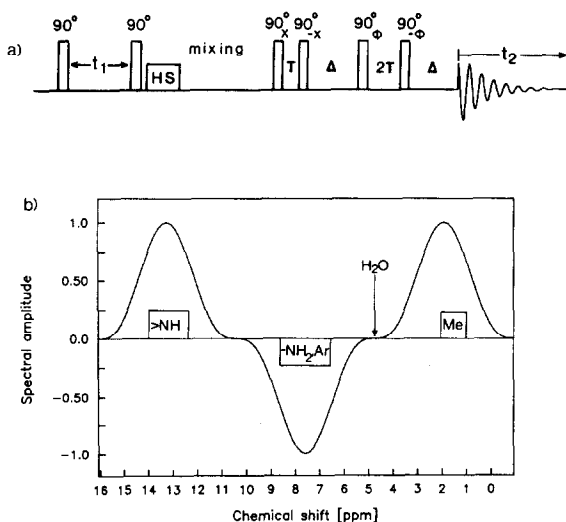 a)
90° 90° mixing 90°x 90°-x 90°Φ 90°-Φ
t1 HS τ Δ 2τ Δ t2
b)
Spectral amplitude
1.0
0.50
0.0
-0.50
-1.0
>NH
-NH2Ar
H2O
Me
16 15 14 13 12 11 10 9 8 7 6 5 4 3 2 1 0
Chemical shift [ppm]